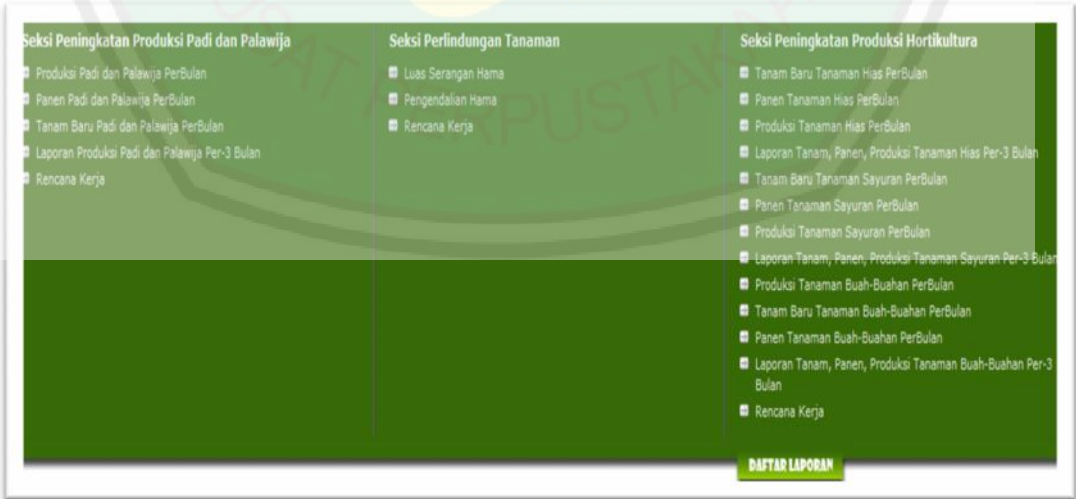 Seksi Peningkatan Produksi Padi dan Palawija
Produksi Padi dan Palawija PerBulan
Panen Padi dan Palawija PerBulan
Tanam Baru Padi dan Palawija PerBulan
Laporan Produksi Padi dan Palawija Per-3 Bulan
Rencana Kerja
Seksi Perlindungan Tanaman
Luas Serangan Hama
Pengendalian Hama
Rencana Kerja
Seksi Peningkatan Produksi Hortikultura
Tanam Baru Tanaman Hias PerBulan
Panen Tanaman Hias PerBulan
Produksi Tanaman Hias PerBulan
Laporan Tanam, Panen, Produksi Tanaman Hias Per-3 Bulan
Tanam Baru Tanaman Sayuran PerBulan
Panen Tanaman Sayuran PerBulan
Produksi Tanaman Sayuran PerBulan
Laporan Tanam, Panen, Produksi Tanaman Sayuran Per-3 Bulan
Produksi Tanaman Buah-Buahan PerBulan
Tanam Baru Tanaman Buah-Buahan PerBulan
Panen Tanaman Buah-Buahan PerBulan
Laporan Tanam, Panen, Produksi Tanaman Buah-Buahan Per-3
Bulan
Rencana Kerja
DAFTAR LAPORAN